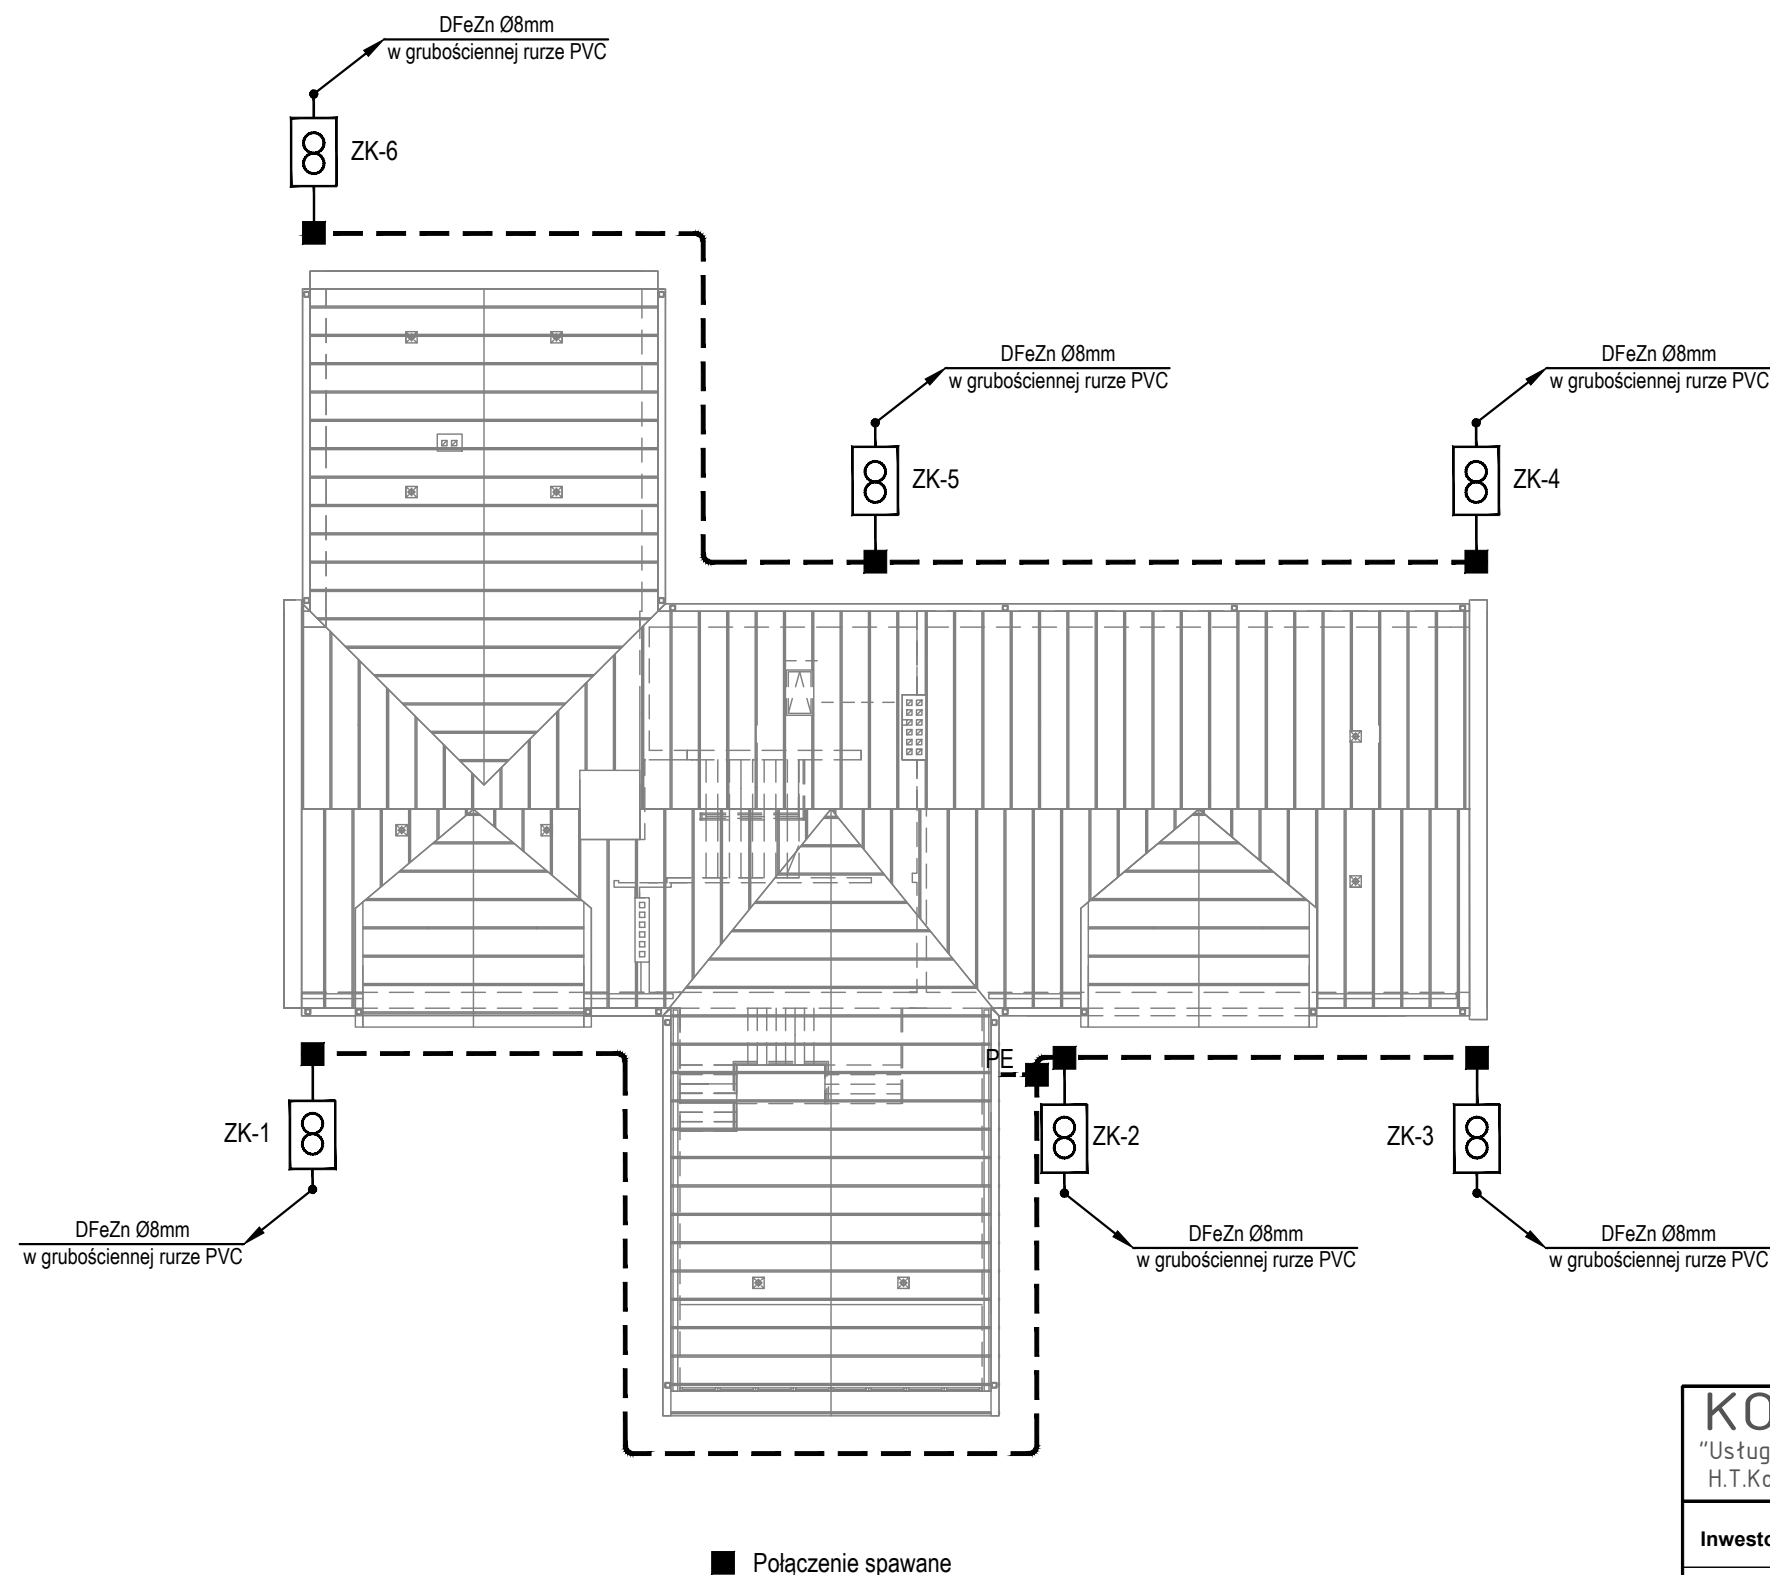 DFeZn Ø8mm
w grubościennej rurze PVC
ZK-6
DFeZn Ø8mm
w grubościennej rurze PVC
DFeZn Ø8mm
w grubościennej rurze PVC
ZK-5
ZK-4
PE
ZK-1
ZK-2
ZK-3
DFeZn Ø8mm
w grubościennej rurze PVC
DFeZn Ø8mm
w grubościennej rurze PVC
DFeZn Ø8mm
w grubościennej rurze PVC
Połączenie spawane